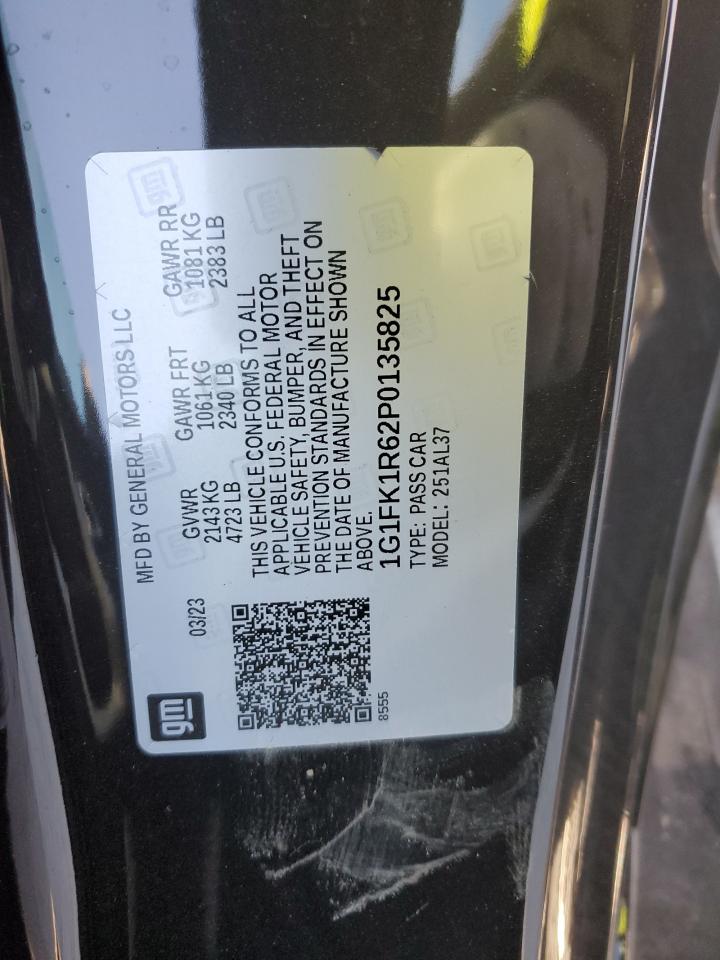 MFD BY GENERAL MOTORS LLC
03/23 GVWR GAWR FRT GAWR RR
2143 KG 1061 KG 1081 KG
4723 LB 2340 LB 2383 LB
THIS VEHICLE CONFORMS TO ALL
APPLICABLE U.S. FEDERAL MOTOR
VEHICLE SAFETY, BUMPER, AND THEFT
PREVENTION STANDARDS IN EFFECT ON
THE DATE OF MANUFACTURE SHOWN
ABOVE.
1G1FK1R62P0135825
TYPE: PASS CAR
MODEL: 251AL37
gm
8555